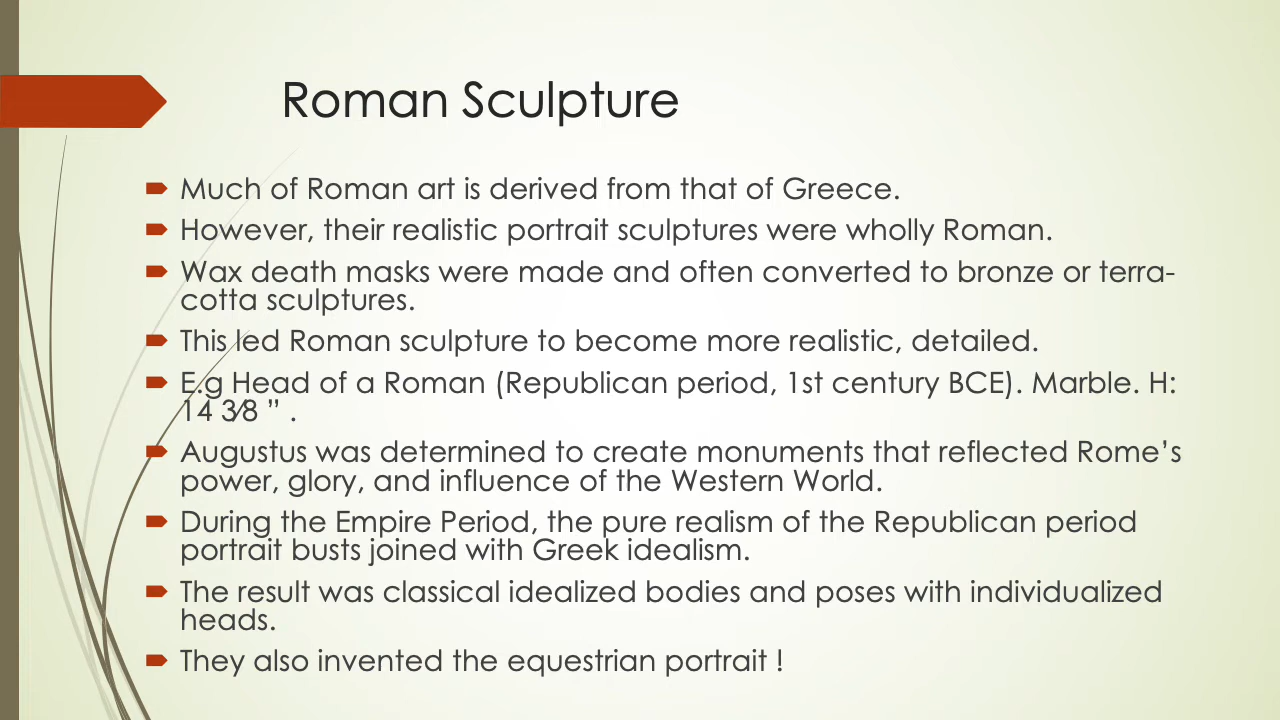 Roman Sculpture
Much of Roman art is derived from that of Greece.
However, their realistic portrait sculptures were wholly Roman.
Wax death masks were made and often converted to bronze or terra-
cotta sculptures.
This led Roman sculpture to become more realistic, detailed.
E.g Head of a Roman (Republican period, 1st century BCE). Marble. H:
14 3⁄8 ” .
Augustus was determined to create monuments that reflected Rome’s
power, glory, and influence of the Western World.
During the Empire Period, the pure realism of the Republican period
portrait busts joined with Greek idealism.
The result was classical idealized bodies and poses with individualized
heads.
They also invented the equestrian portrait !